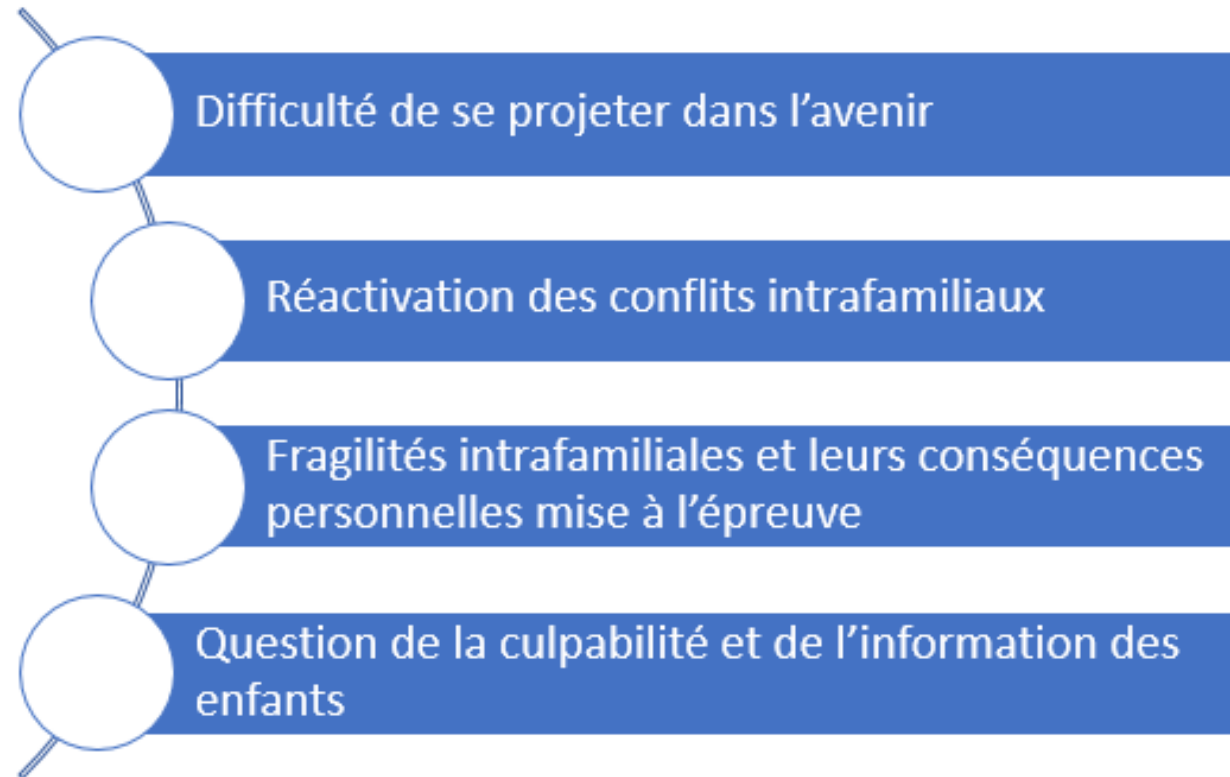 Difficulté de se projeter dans l’avenir
Réactivation des conflits intrafamiliaux
Fragilités intrafamiliales et leurs conséquences
personnelles mise à l’épreuve
Question de la culpabilité et de l’information des
enfants